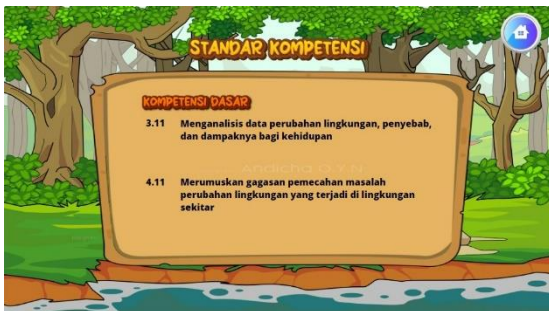 STANDAR KOMPETENSI
KOMPETENSI DASAR
3.11 Menganalisis data perubahan lingkungan, penyebab,
dan dampaknya bagi kehidupan
Andicha O.Y.N
4.11 Merumuskan gagasan pemecahan masalah
perubahan lingkungan yang terjadi di lingkungan
sekitar